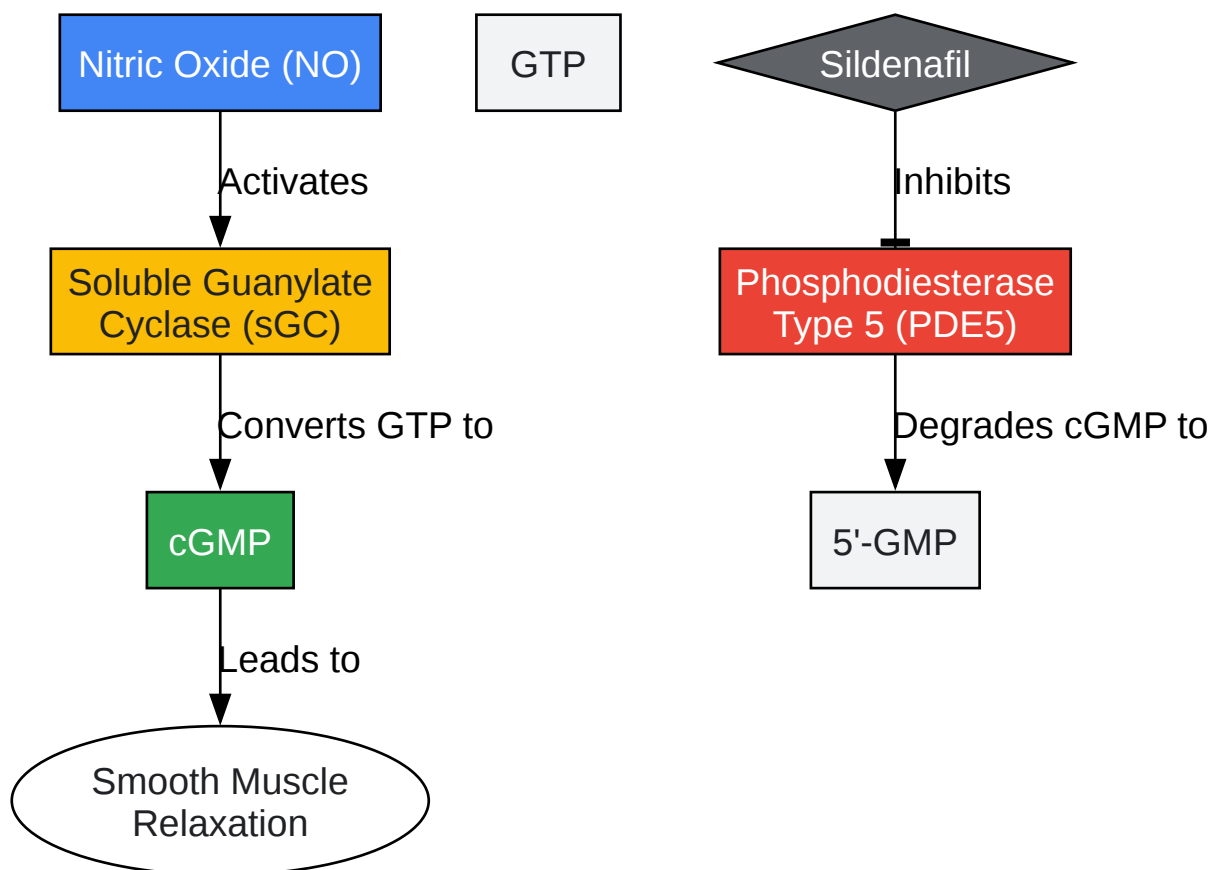 Nitric Oxide (NO)
GTP
Sildenafil
Activates
Inhibits
Soluble Guanylate
Cyclase (sGC)
Phosphodiesterase
Type 5 (PDE5)
Converts GTP to
Degrades cGMP to
cGMP
5'-GMP
Leads to
Smooth Muscle
Relaxation